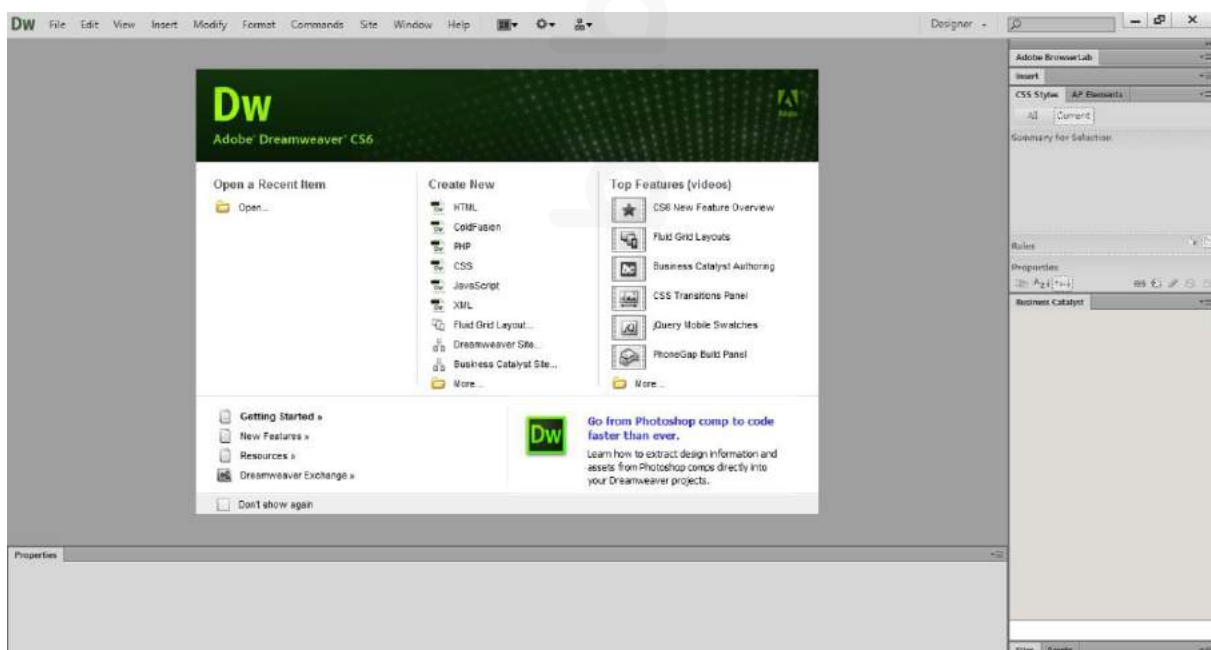 DW File Edit View Insert Modify Format Commands Site Window Help Designer
Adobe BrowserLab
Insert
CSS Styles AP Elements
All Current
Summary for Selection
Rules
Properties
Business Catalyst
Dw
Adobe Dreamweaver CS6
Adobe
Open a Recent Item
Open...
Create New
HTML
ColdFusion
PHP
CSS
JavaScript
XML
Fluid Grid Layout...
Dreamweaver Site...
Business Catalyst Site...
More...
Top Features (videos)
CS6 New Feature Overview
Fluid Grid Layouts
Business Catalyst Authoring
CSS Transitions Panel
jQuery Mobile Swatches
PhoneGap Build Panel
More...
Getting Started »
New Features »
Resources »
Dreamweaver Exchange »
Dw
Go from Photoshop comp to code
faster than ever.
Learn how to extract design information and
assets from Photoshop comps directly into
your Dreamweaver projects.
Don't show again
Properties
Files Assets